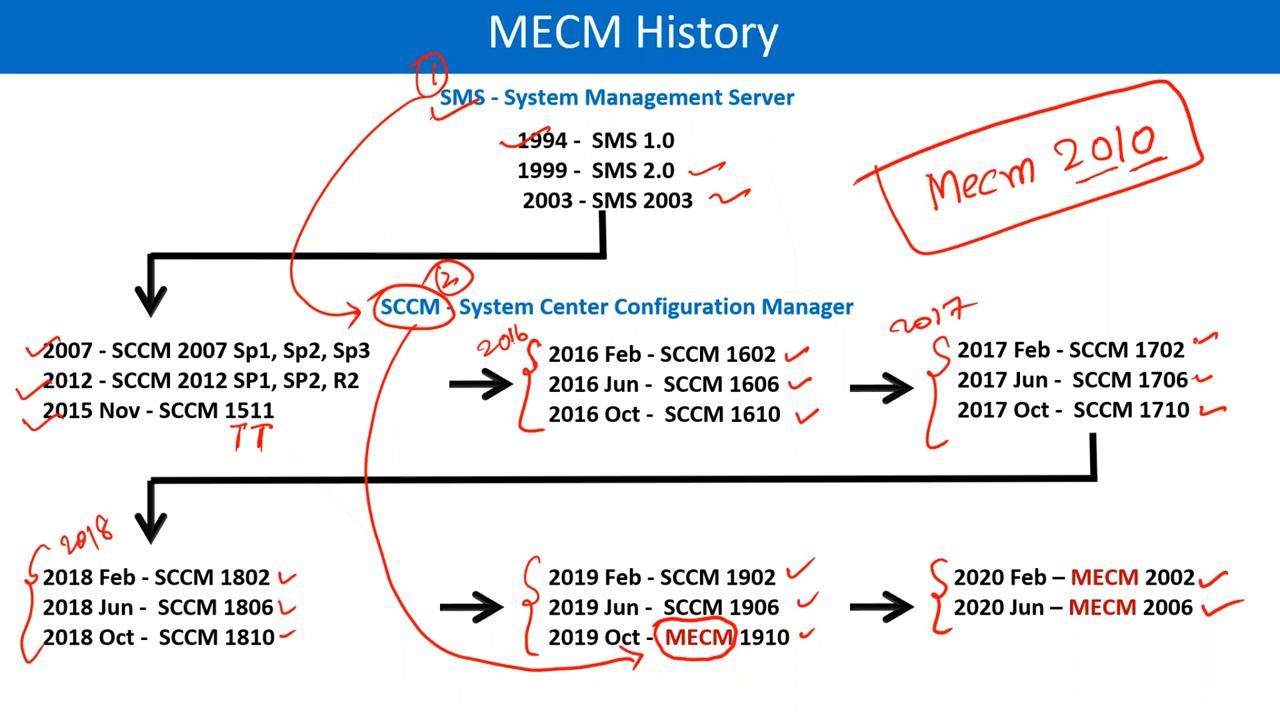 MECM History
1
SMS - System Management Server
1994 - SMS 1.0
1999 - SMS 2.0
2003 - SMS 2003
Mecm 2010
2
SCCM - System Center Configuration Manager
2007 - SCCM 2007 Sp1, Sp2, Sp3
2012 - SCCM 2012 SP1, SP2, R2
2015 Nov - SCCM 1511
2016
2016 Feb - SCCM 1602
2016 Jun - SCCM 1606
2016 Oct - SCCM 1610
2017
2017 Feb - SCCM 1702
2017 Jun - SCCM 1706
2017 Oct - SCCM 1710
2018
2018 Feb - SCCM 1802
2018 Jun - SCCM 1806
2018 Oct - SCCM 1810
2019 Feb - SCCM 1902
2019 Jun - SCCM 1906
2019 Oct - MECM 1910
2020 Feb – MECM 2002
2020 Jun – MECM 2006